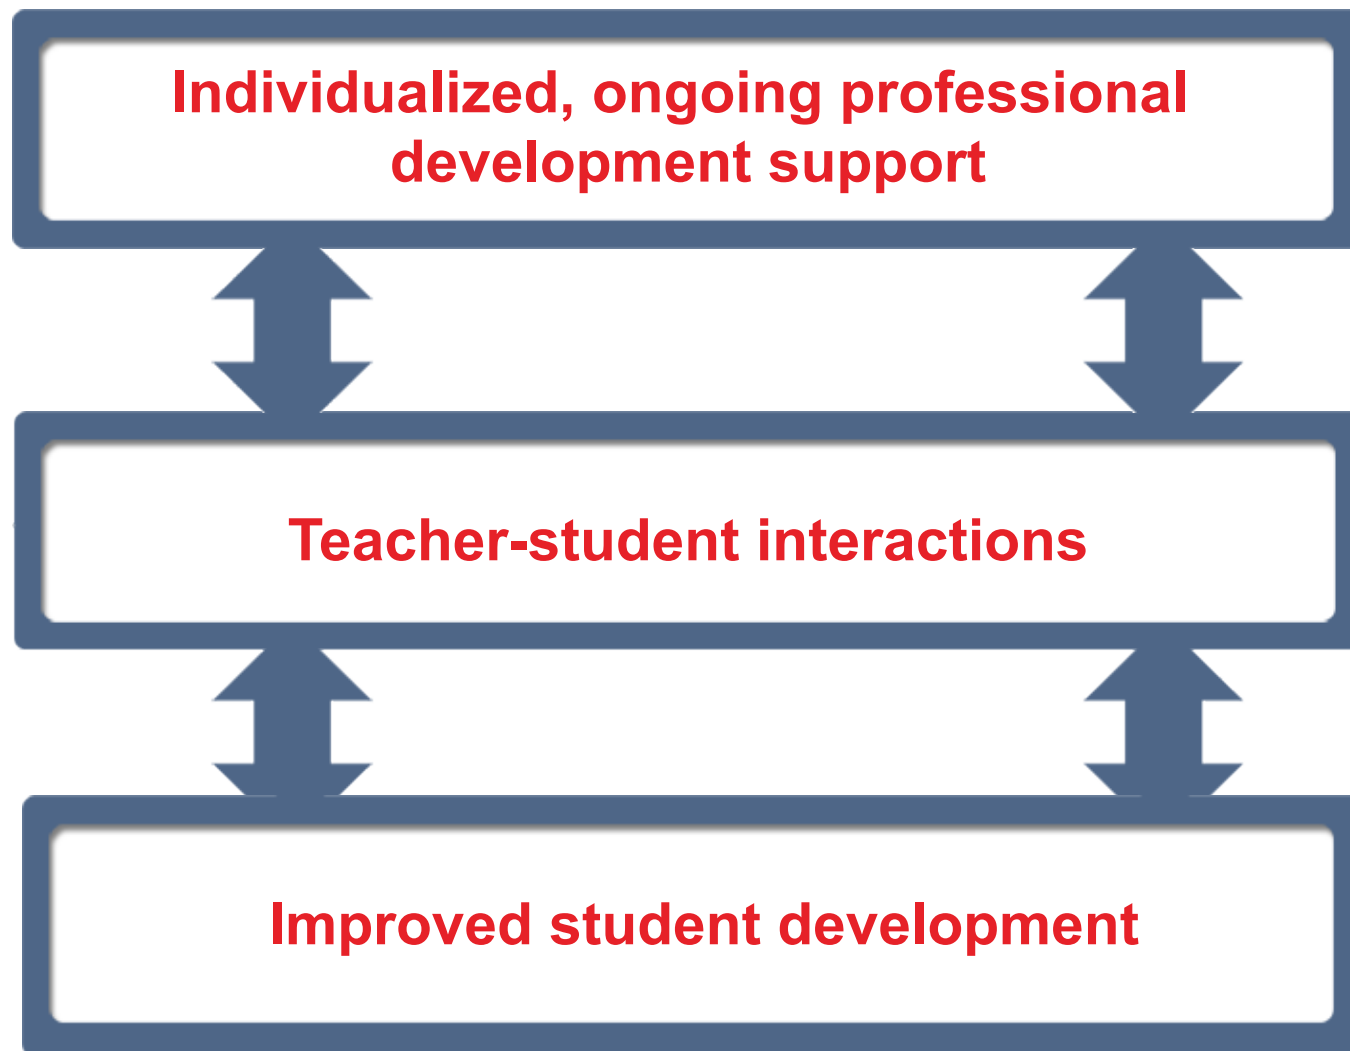 Individualized, ongoing professional
development support
Teacher-student interactions
Improved student development